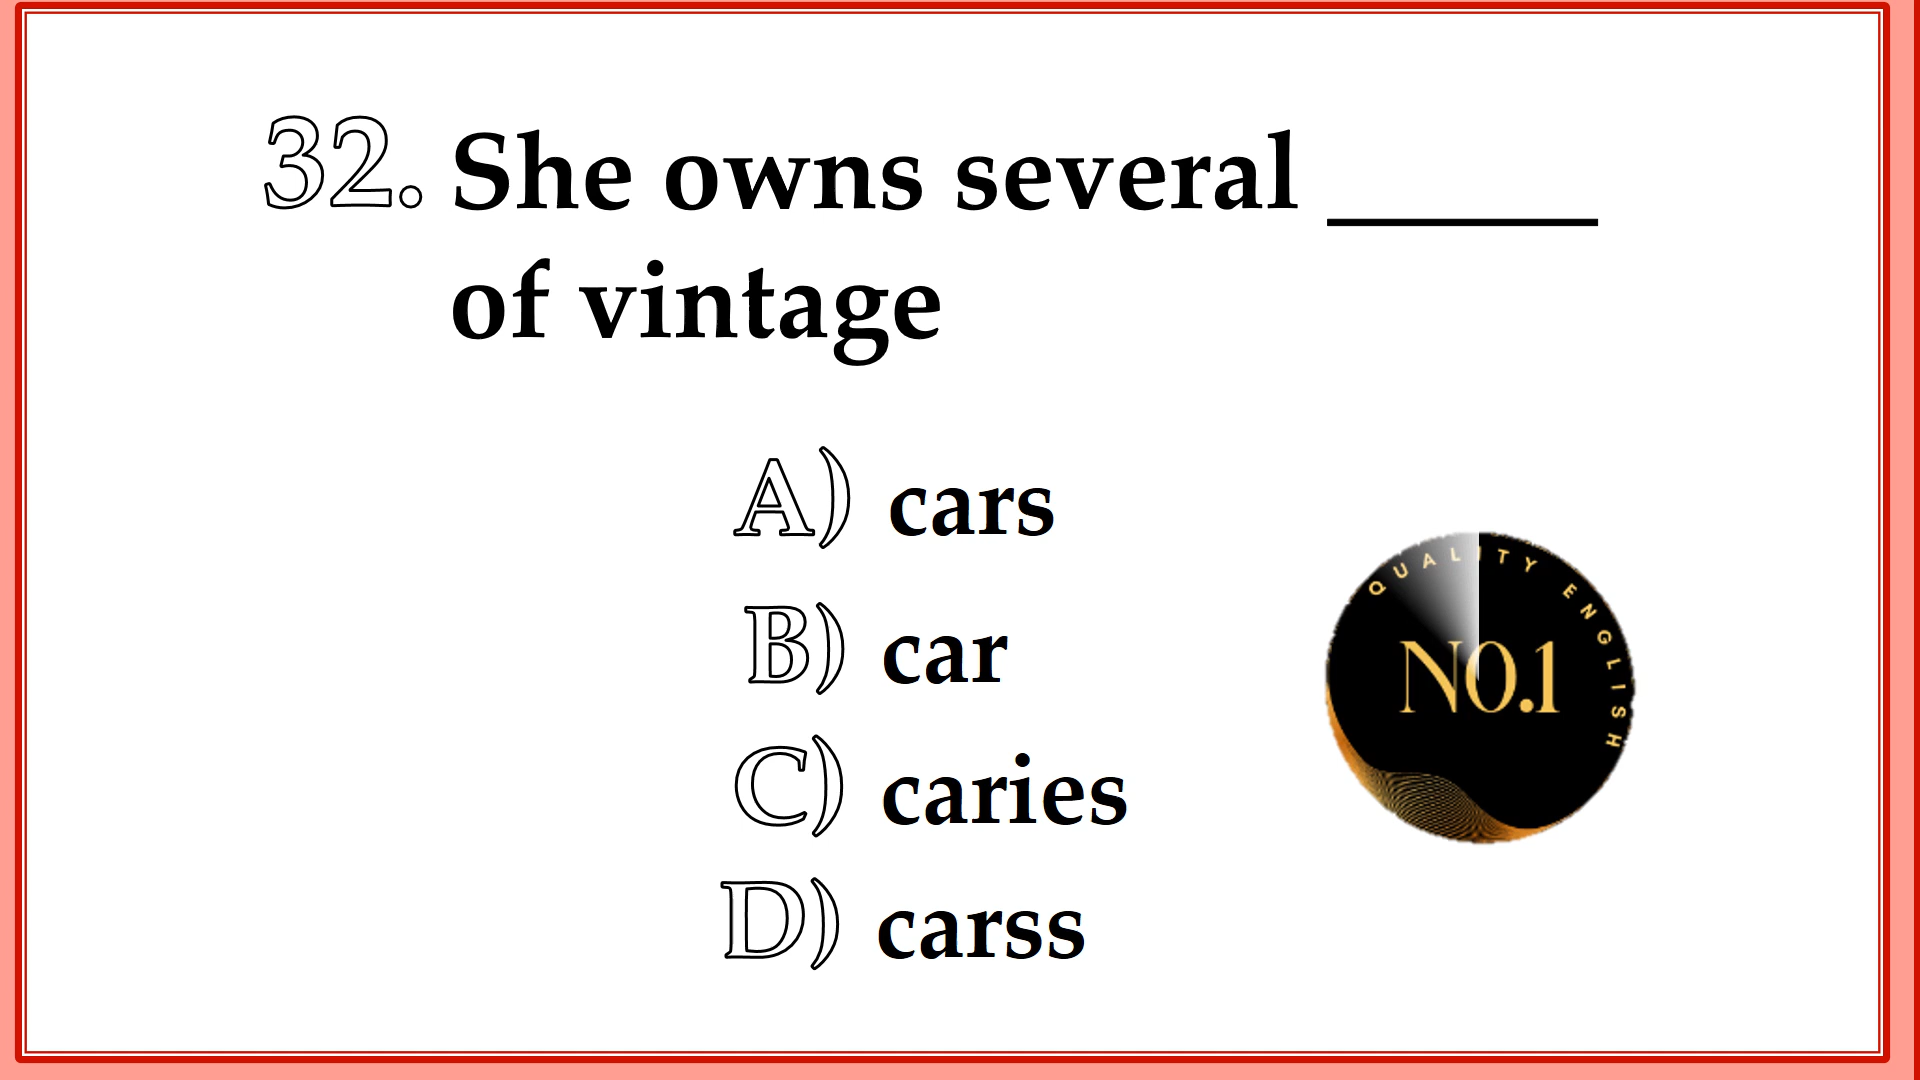 32. She owns several _____
of vintage
A) cars
B) car
C) caries
D) carss
QUALITY ENGLISH
NO.1